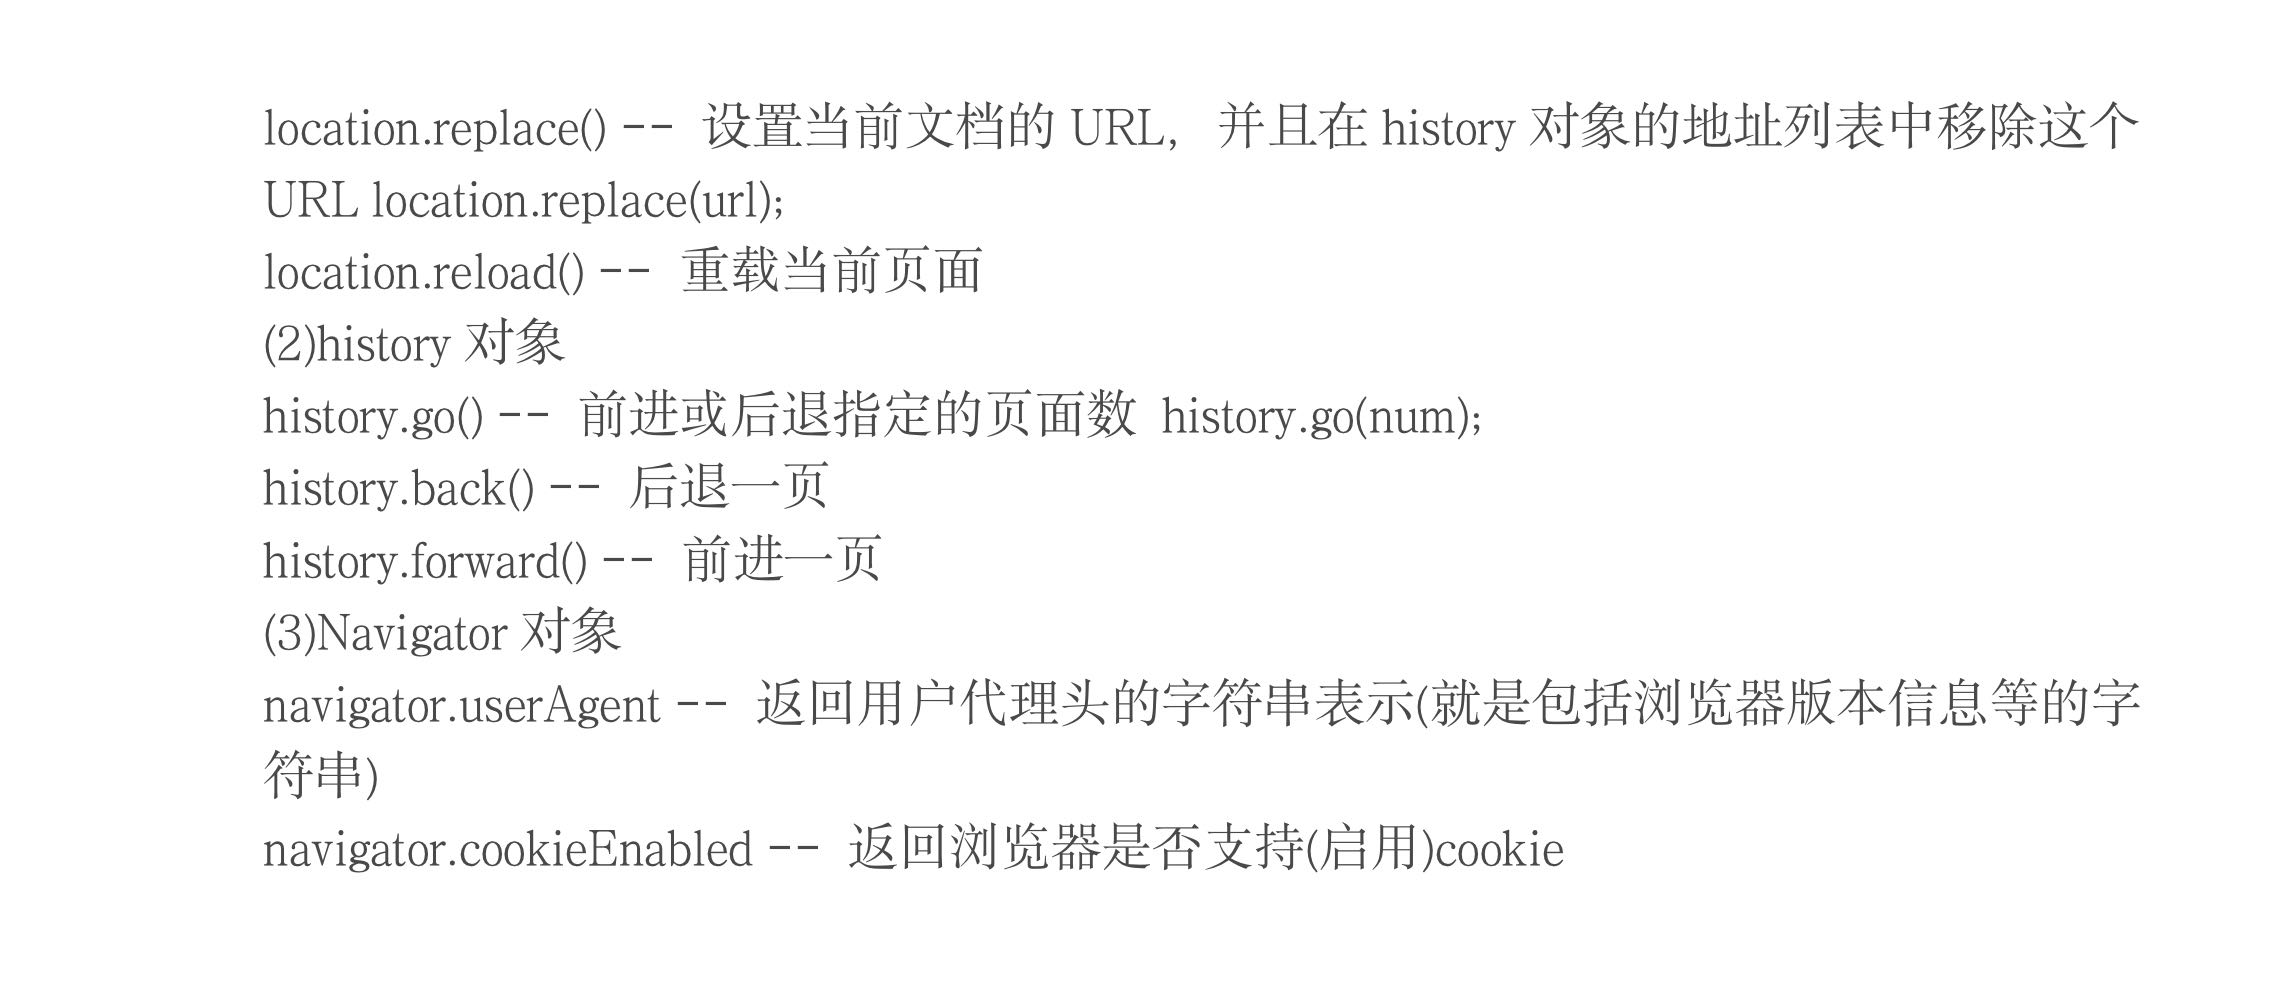 location.replace() -- 设置当前文档的 URL，并且在 history 对象的地址列表中移除这个
URL location.replace(url);
location.reload() -- 重载当前页面
(2)history 对象
history.go() -- 前进或后退指定的页面数 history.go(num);
history.back() -- 后退一页
history.forward() -- 前进一页
(3)Navigator 对象
navigator.userAgent -- 返回用户代理头的字符串表示(就是包括浏览器版本信息等的字
符串)
navigator.cookieEnabled -- 返回浏览器是否支持(启用)cookie